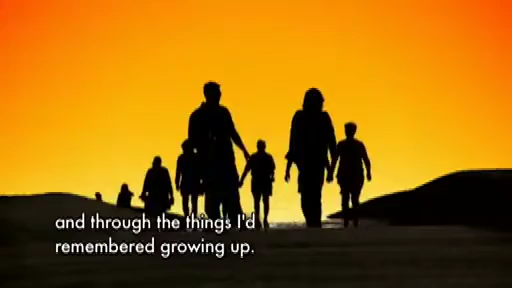 and through the things I'd
remembered growing up.